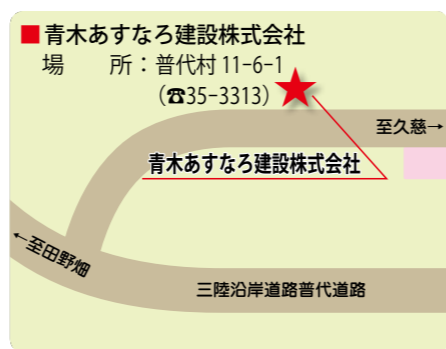 ■青木あすなろ建設株式会社
場　所：普代村 11-6-1
（☎35-3313）
至久慈→
青木あすなろ建設株式会社
←至田野畑
三陸沿岸道路普代道路